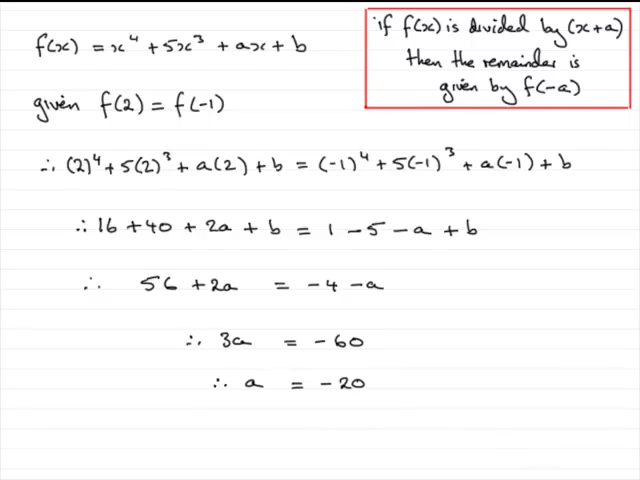 f(x) = x⁴ + 5x³ + ax + b
if f(x) is divided by (x+a)
then the remainder is
given by f(-a)
given f(2) = f(-1)
∴ (2)⁴ + 5(2)³ + a(2) + b = (-1)⁴ + 5(-1)³ + a(-1) + b
∴ 16 + 40 + 2a + b = 1 - 5 - a + b
∴ 56 + 2a = -4 - a
∴ 3a = -60
∴ a = -20